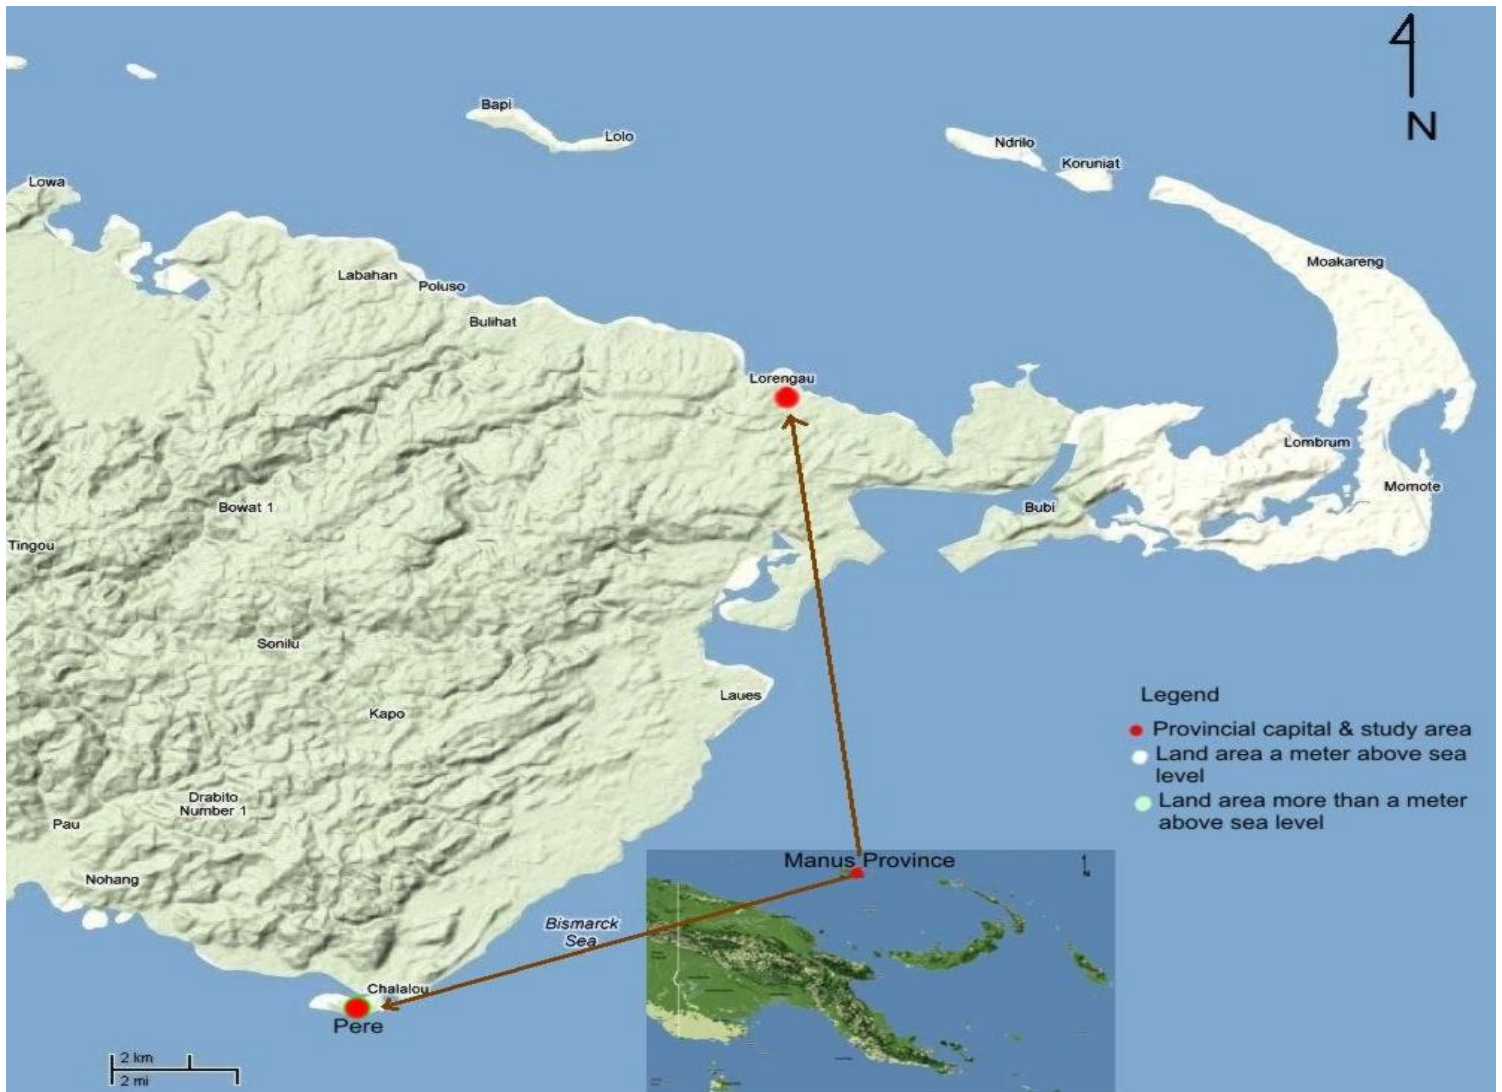 Bapi
Lolo
Ndrilo
Koruniat
N
Lowa
Moakareng
Labahan
Poluso
Bulihat
Lorengau
Lombrum
Momote
Bowat 1
Bubi
Tingou
Sonilu
Laues
Kapo
Legend
Provincial capital & study area
Land area a meter above sea
level
Land area more than a meter
above sea level
Drabito
Number 1
Pau
Nohang
Manus Province
N
Bismarck
Sea
Chalalou
Pere
2 km
2 mi